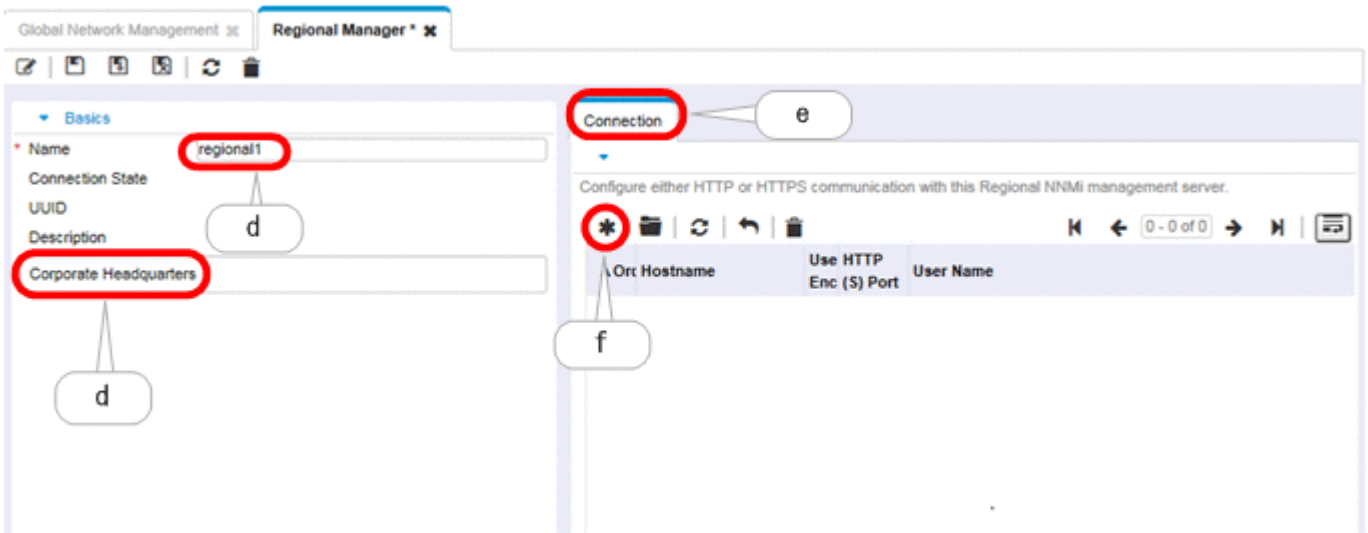 Global Network Management Regional Manager *
Basics
* Name regional1
d
Connection State
UUID
Description
Corporate Headquarters
d
Connection
e
Configure either HTTP or HTTPS communication with this Regional NNMi management server.
0 - 0 of 0
Orc Hostname Use Enc HTTP (S) Port User Name
f